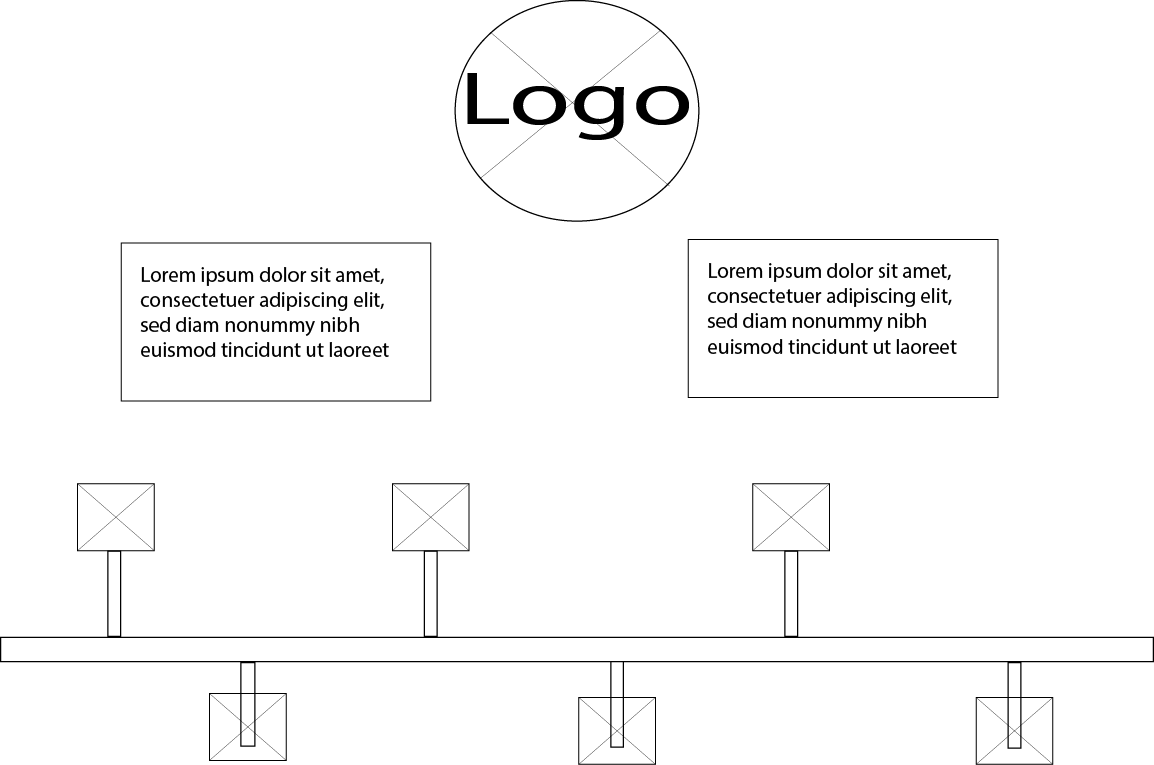 Logo
Lorem ipsum dolor sit amet,
consectetuer adipiscing elit,
sed diam nonummy nibh
euismod tincidunt ut laoreet
Lorem ipsum dolor sit amet,
consectetuer adipiscing elit,
sed diam nonummy nibh
euismod tincidunt ut laoreet